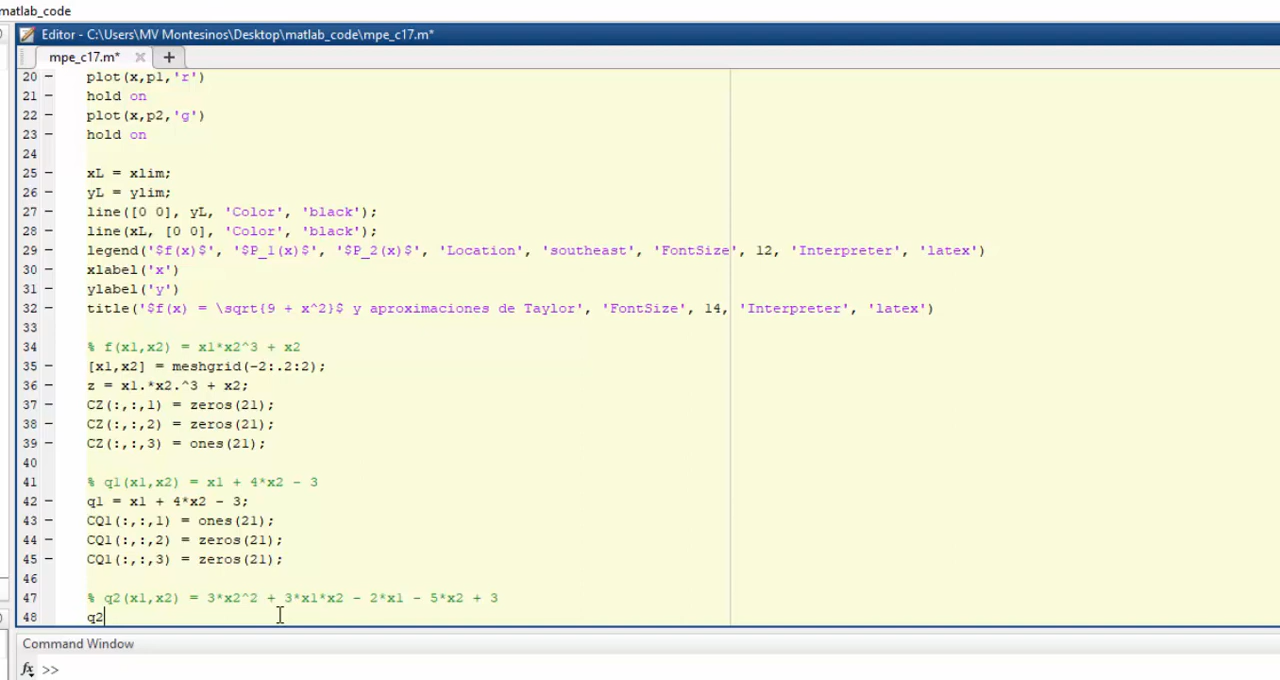 matlab_code
Editor - C:\Users\MV Montesinos\Desktop\matlab_code\mpe_c17.m*
mpe_c17.m* × +
20 - plot(x,p1,'r')
21 - hold on
22 - plot(x,p2,'g')
23 - hold on
24
25 - xL = xlim;
26 - yL = ylim;
27 - line([0 0], yL, 'Color', 'black');
28 - line(xL, [0 0], 'Color', 'black');
29 - legend('$f(x)$', '$P_1(x)$', '$P_2(x)$', 'Location', 'southeast', 'FontSize', 12, 'Interpreter', 'latex')
30 - xlabel('x')
31 - ylabel('y')
32 - title('$f(x) = \sqrt{9 + x^2}$ y aproximaciones de Taylor', 'FontSize', 14, 'Interpreter', 'latex')
33
34 % f(x1,x2) = x1*x2^3 + x2
35 - [x1,x2] = meshgrid(-2:.2:2);
36 - z = x1.*x2.^3 + x2;
37 - CZ(:,:,1) = zeros(21);
38 - CZ(:,:,2) = zeros(21);
39 - CZ(:,:,3) = ones(21);
40
41 % q1(x1,x2) = x1 + 4*x2 - 3
42 - q1 = x1 + 4*x2 - 3;
43 - CQ1(:,:,1) = ones(21);
44 - CQ1(:,:,2) = zeros(21);
45 - CQ1(:,:,3) = zeros(21);
46
47 % q2(x1,x2) = 3*x2^2 + 3*x1*x2 - 2*x1 - 5*x2 + 3
48 - q2
Command Window
fx >>